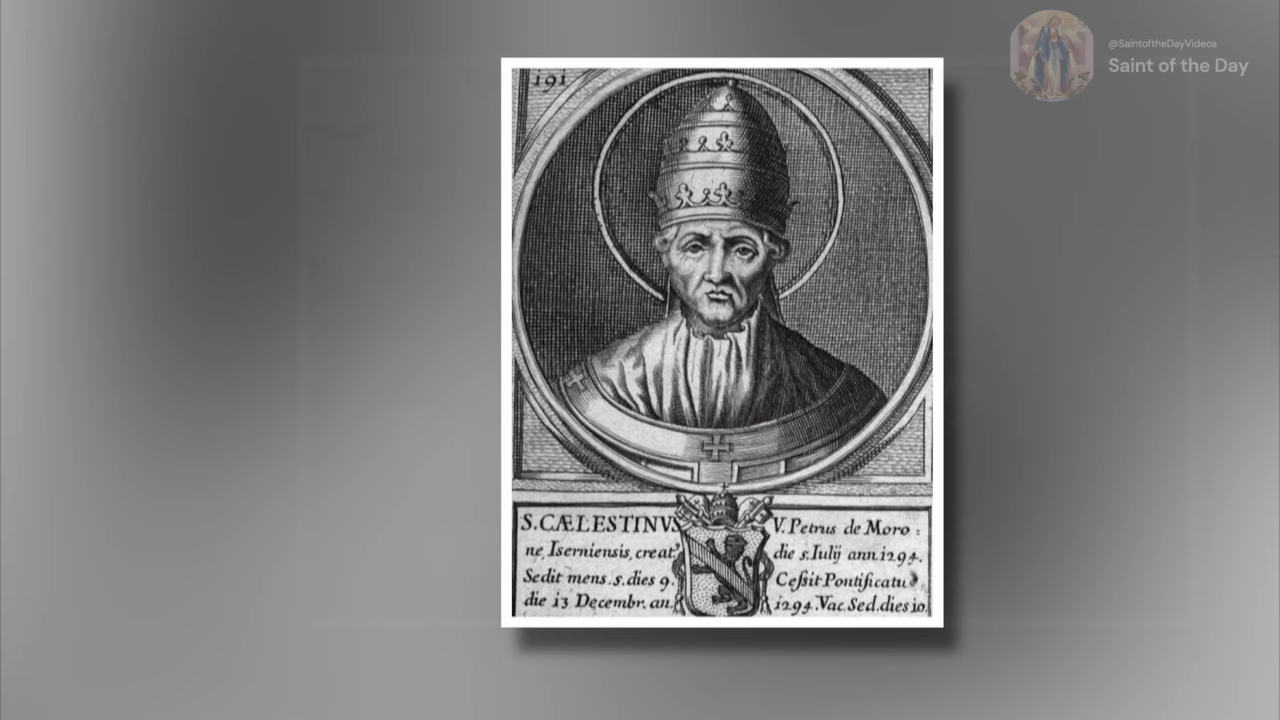 @SaintoftheDayVideos
Saint of the Day
191
S. CÆLESTINVS V. Petrus de Moro:
ne, Iserniensis, creat. die 5. Iulij ann. 1294.
Sedit mens. 5. dies 9. Cessit Pontificatu
die 13 Decembr. an. 1294. Vac. Sed. dies 10.